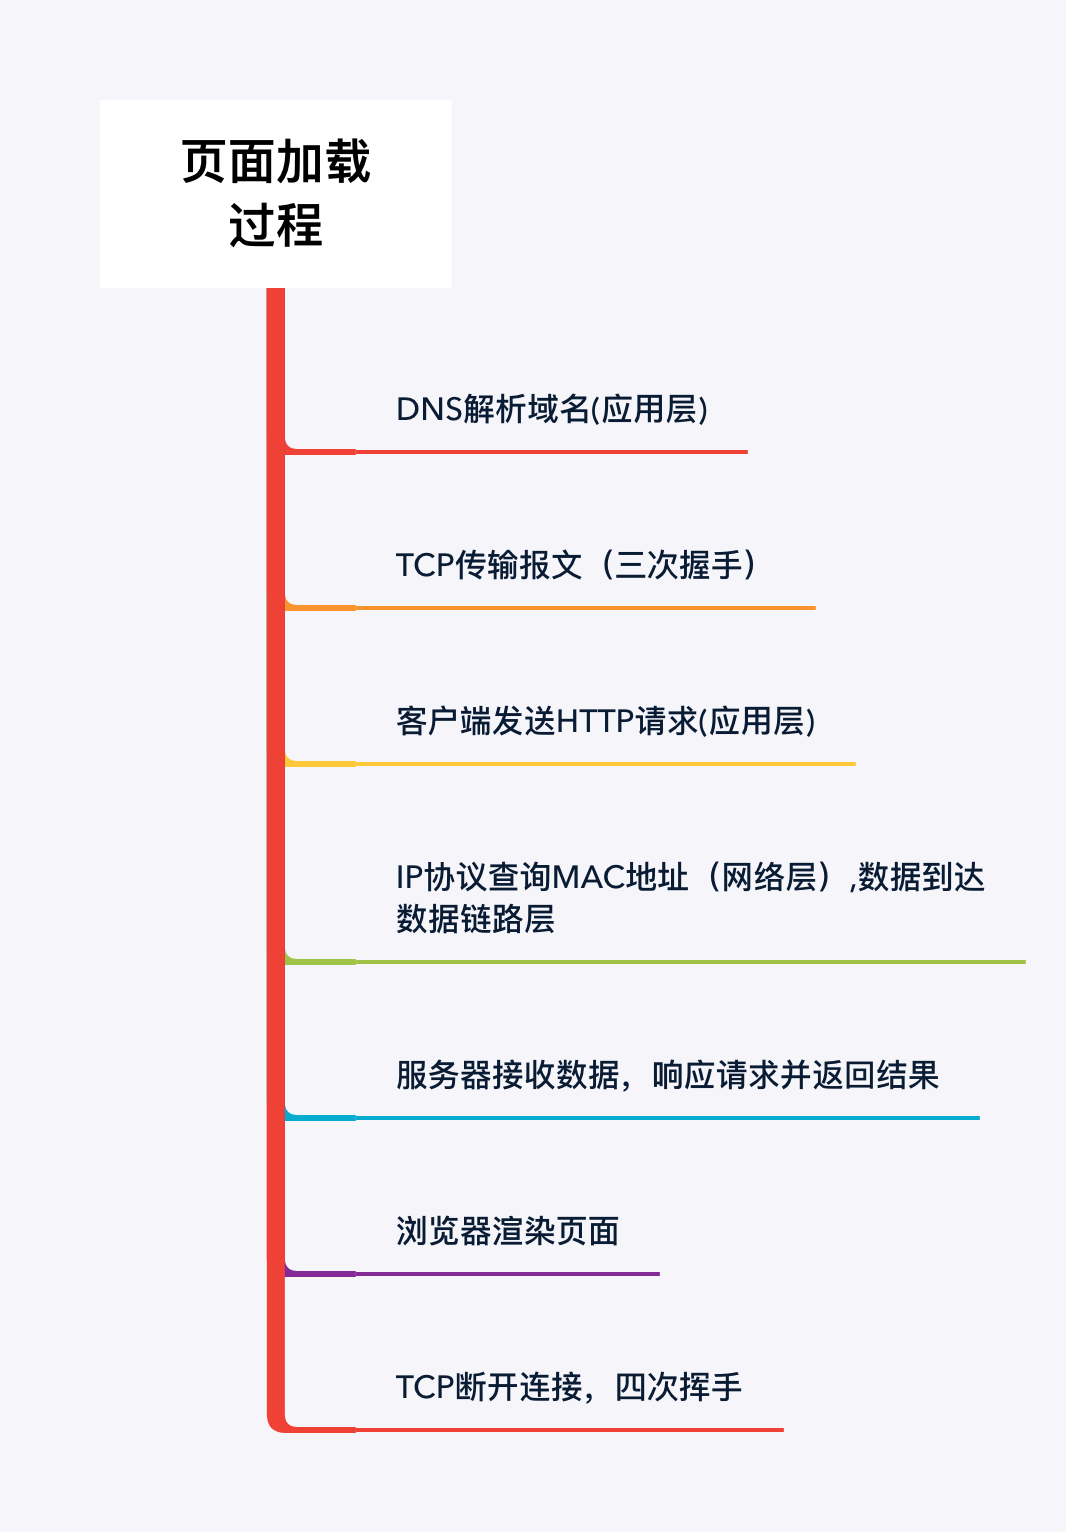 页面加载
过程
DNS解析域名(应用层)
TCP传输报文（三次握手）
客户端发送HTTP请求(应用层)
IP协议查询MAC地址（网络层）,数据到达
数据链路层
服务器接收数据，响应请求并返回结果
浏览器渲染页面
TCP断开连接，四次挥手